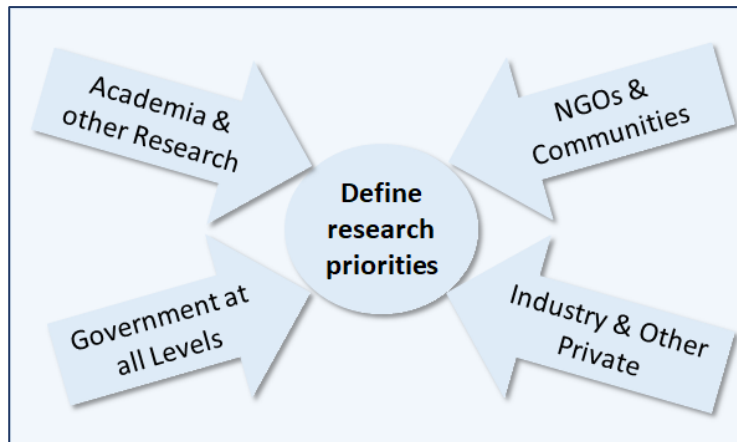 Academia &
other Research
NGOs &
Communities
Define
research
priorities
Government at
all Levels
Industry & Other
Private